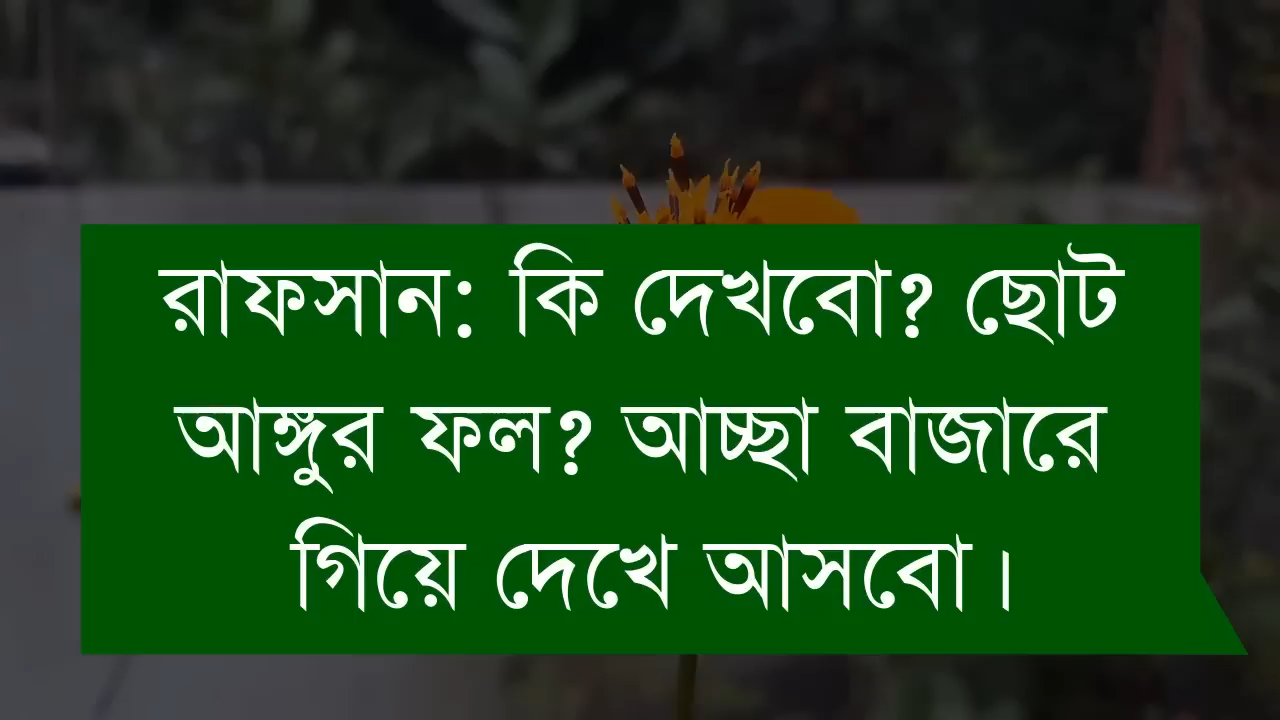 রাফসান: কি দেখবো? ছোট
আঙ্গুর ফল? আচ্ছা বাজারে
গিয়ে দেখে আসবো।